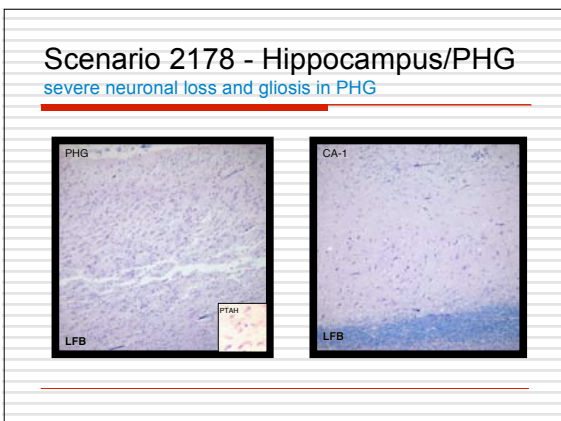 Scenario 2178 - Hippocampus/PHG
severe neuronal loss and gliosis in PHG
PHG
PTAH
LFB
CA-1
LFB